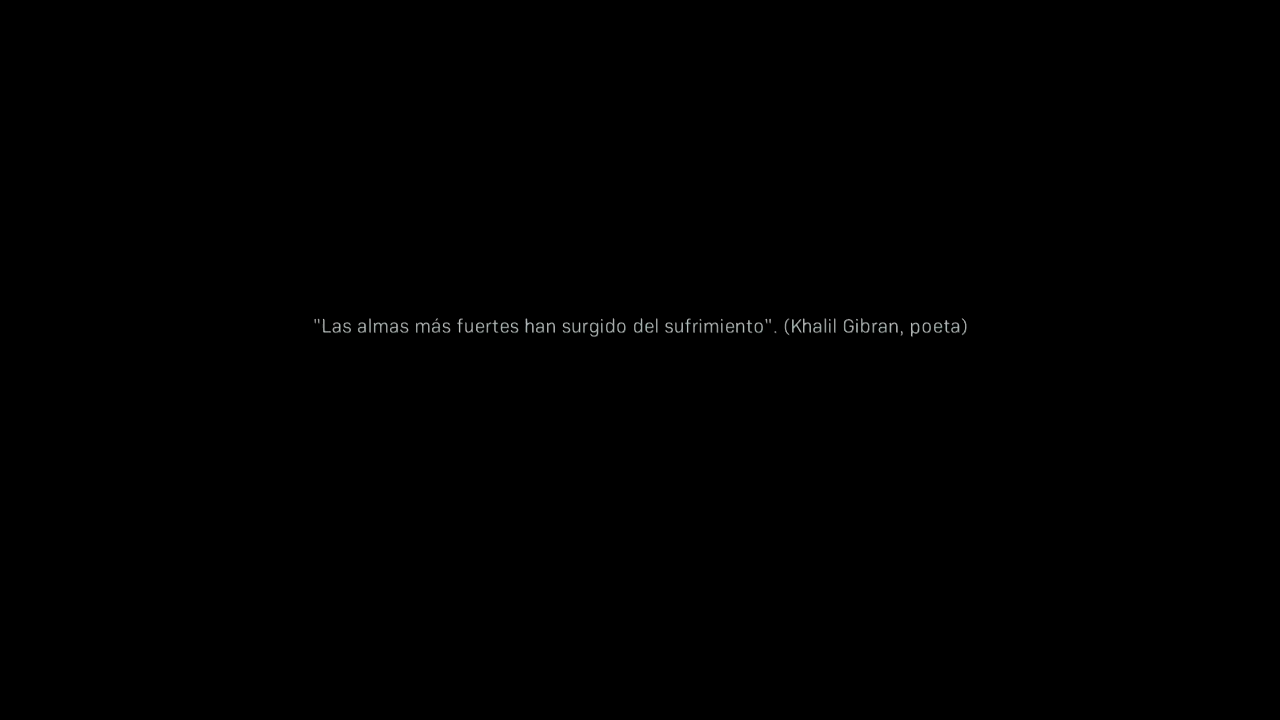 "Las almas más fuertes han surgido del sufrimiento". (Khalil Gibran, poeta)